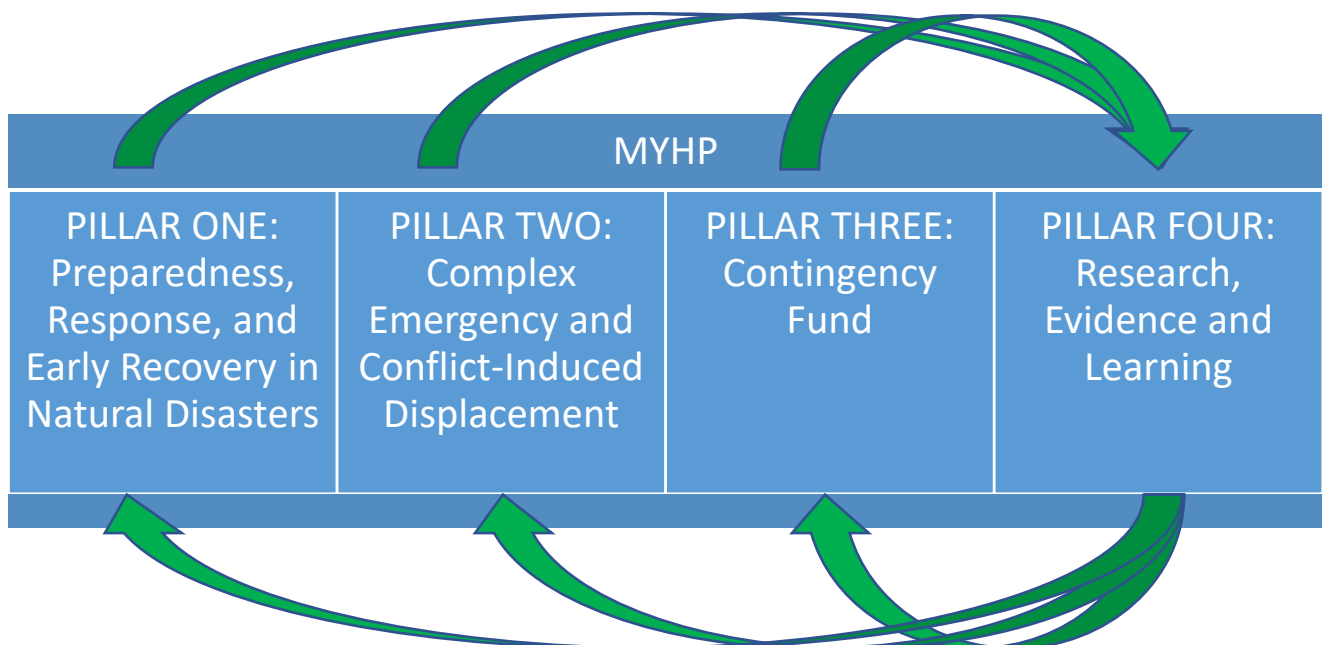 MYHP
PILLAR ONE:
Preparedness,
Response, and
Early Recovery in
Natural Disasters
PILLAR TWO:
Complex
Emergency and
Conflict-Induced
Displacement
PILLAR THREE:
Contingency
Fund
PILLAR FOUR:
Research,
Evidence and
Learning